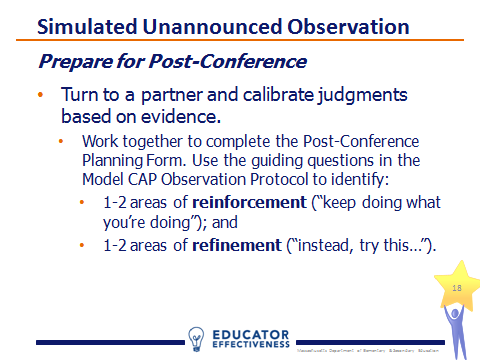 Simulated Unannounced Observation
Prepare for Post-Conference
• Turn to a partner and calibrate judgments
based on evidence.
• Work together to complete the Post-Conference
Planning Form. Use the guiding questions in the
Model CAP Observation Protocol to identify:
• 1-2 areas of reinforcement (“keep doing what
you’re doing”); and
• 1-2 areas of refinement (“instead, try this…”).
18
EDUCATOR
EFFECTIVENESS
Massachusetts Department of Elementary & Secondary Education